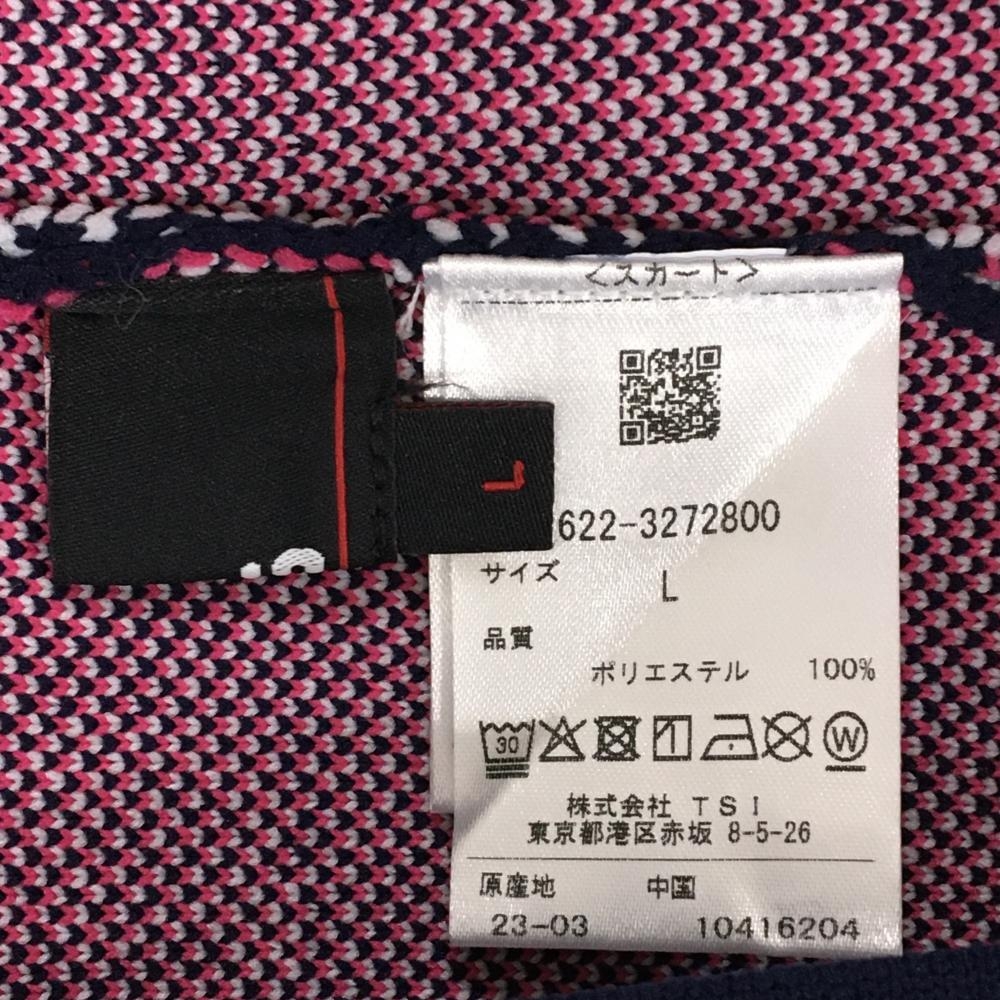 <スカート>
L
622-3272800
サイズ
L
品質
ポリエステル 100%
30
W
株式会社 TSI
東京都港区赤坂 8-5-26
原産地 中国
23-03 10416204